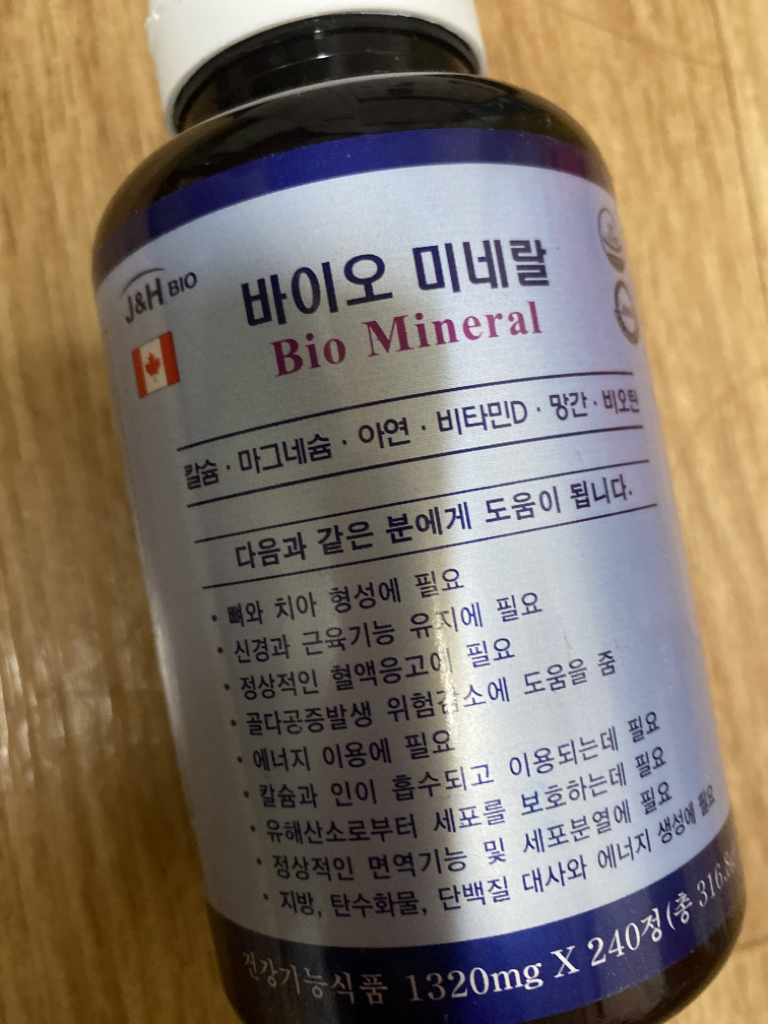 J&H BIO
바이오 미네랄
Bio Mineral
칼슘 · 마그네슘 · 아연 · 비타민D · 망간 · 비오틴
다음과 같은 분에게 도움이 됩니다.
• 뼈와 치아 형성에 필요
• 신경과 근육기능 유지에 필요
• 정상적인 혈액응고에 필요
• 골다공증발생 위험감소에 도움을 줌
• 에너지 이용에 필요
• 칼슘과 인이 흡수되고 이용되는데 필요
• 유해산소로부터 세포를 보호하는데 필요
• 정상적인 면역기능 및 세포분열에 필요
• 지방, 탄수화물, 단백질 대사와 에너지 생성에 필요
건강기능식품 1320mg X 240정(총 316.8